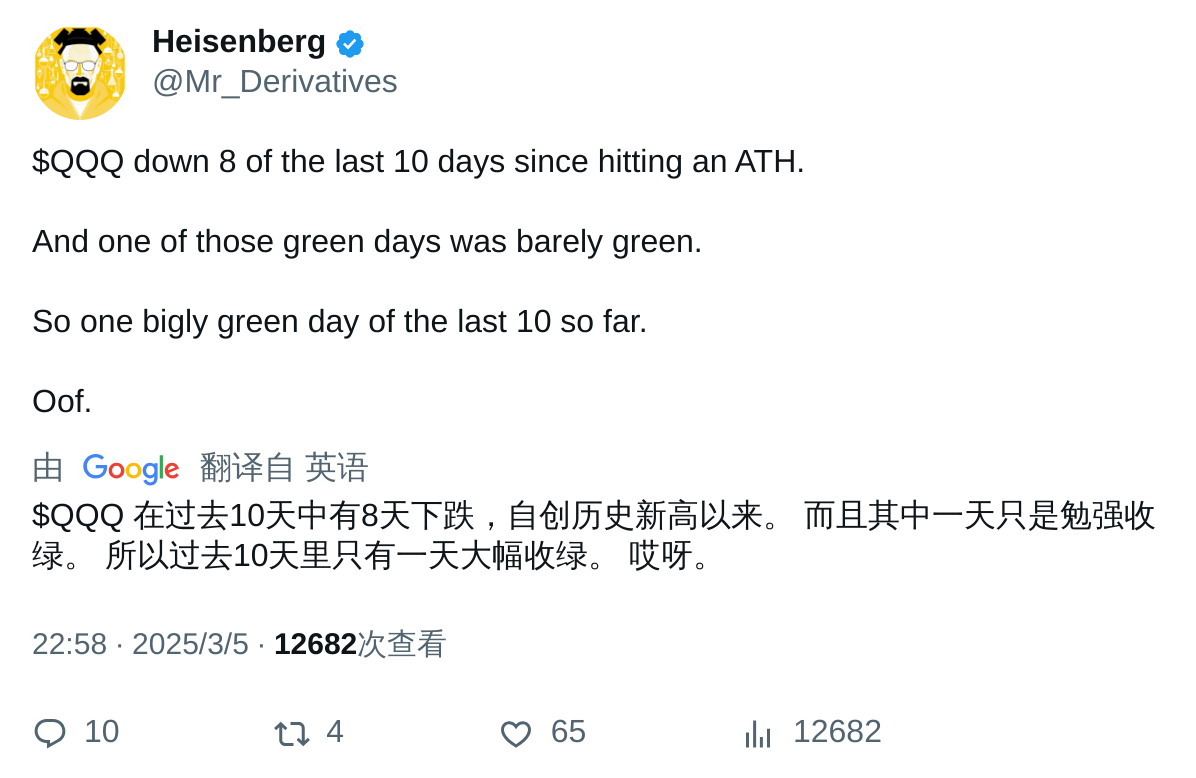 Heisenberg
@Mr_Derivatives
$QQQ down 8 of the last 10 days since hitting an ATH.
And one of those green days was barely green.
So one bigly green day of the last 10 so far.
Oof.
由 Google 翻译自 英语
$QQQ 在过去10天中有8天下跌，自创历史新高以来。 而且其中一天只是勉强收
绿。 所以过去10天里只有一天大幅收绿。 哎呀。
22:58 · 2025/3/5 · 12682次查看
10 4 65 12682